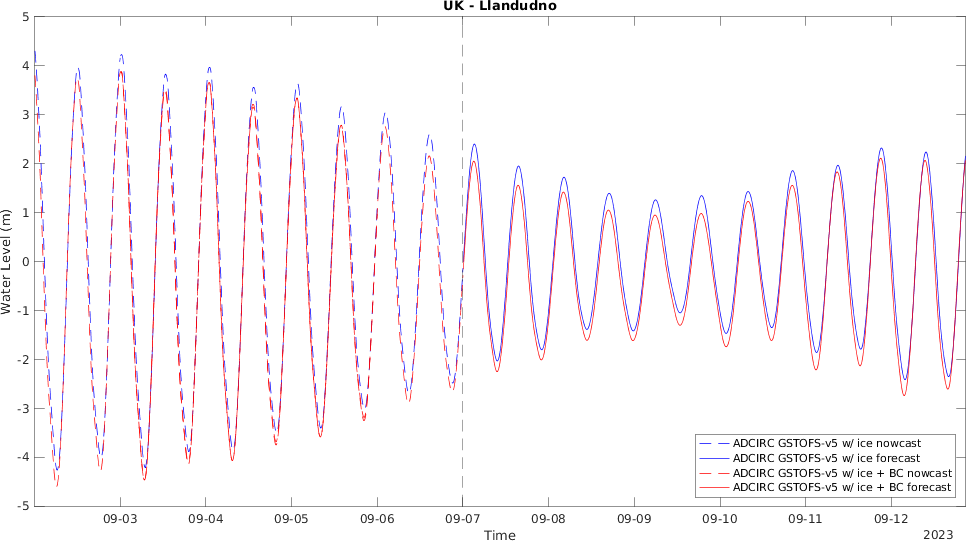 UK - Llandudno
5
4
3
2
1
0
-1
-2
-3
-4
-5
Water Level (m)
ADCIRC GSTOFS-v5 w/ ice nowcast
ADCIRC GSTOFS-v5 w/ ice forecast
ADCIRC GSTOFS-v5 w/ ice + BC nowcast
ADCIRC GSTOFS-v5 w/ ice + BC forecast
09-03 09-04 09-05 09-06 09-07 09-08 09-09 09-10 09-11 09-12
Time
2023